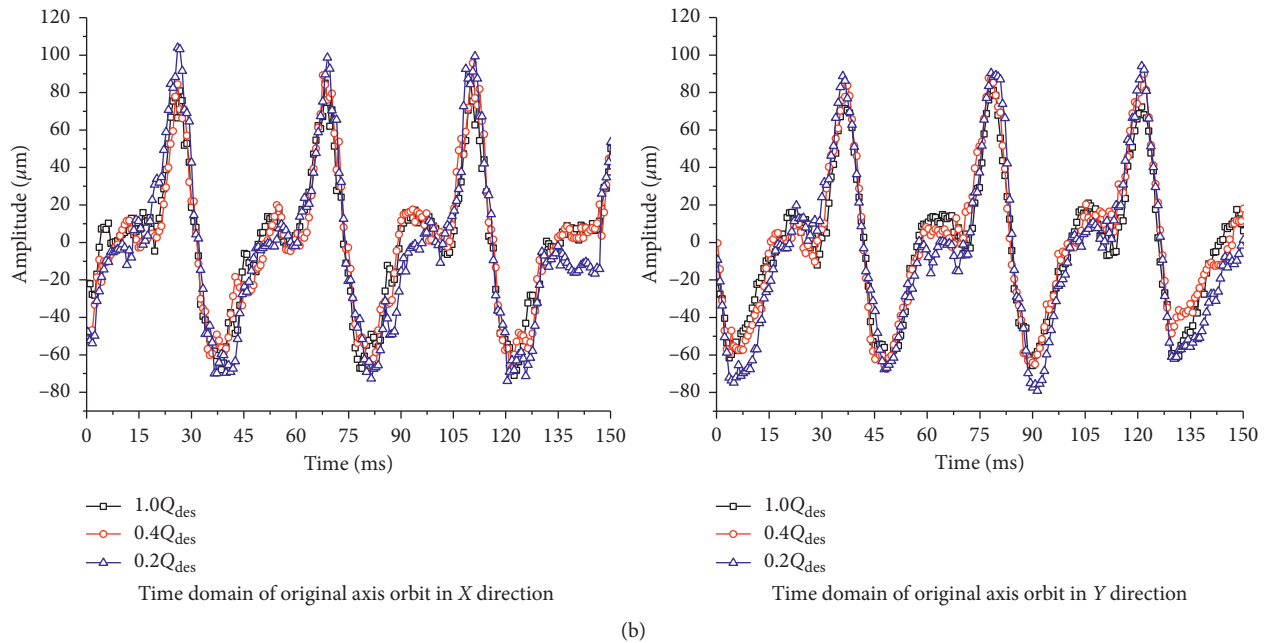 120
100
80
60
40
20
0
−20
−40
−60
−80
Amplitude (μm)
0 15 30 45 60 75 90 105 120 135 150
Time (ms)
1.0Qdes
0.4Qdes
0.2Qdes
Time domain of original axis orbit in X direction
120
100
80
60
40
20
0
−20
−40
−60
−80
Amplitude (μm)
0 15 30 45 60 75 90 105 120 135 150
Time (ms)
1.0Qdes
0.4Qdes
0.2Qdes
Time domain of original axis orbit in Y direction
(b)